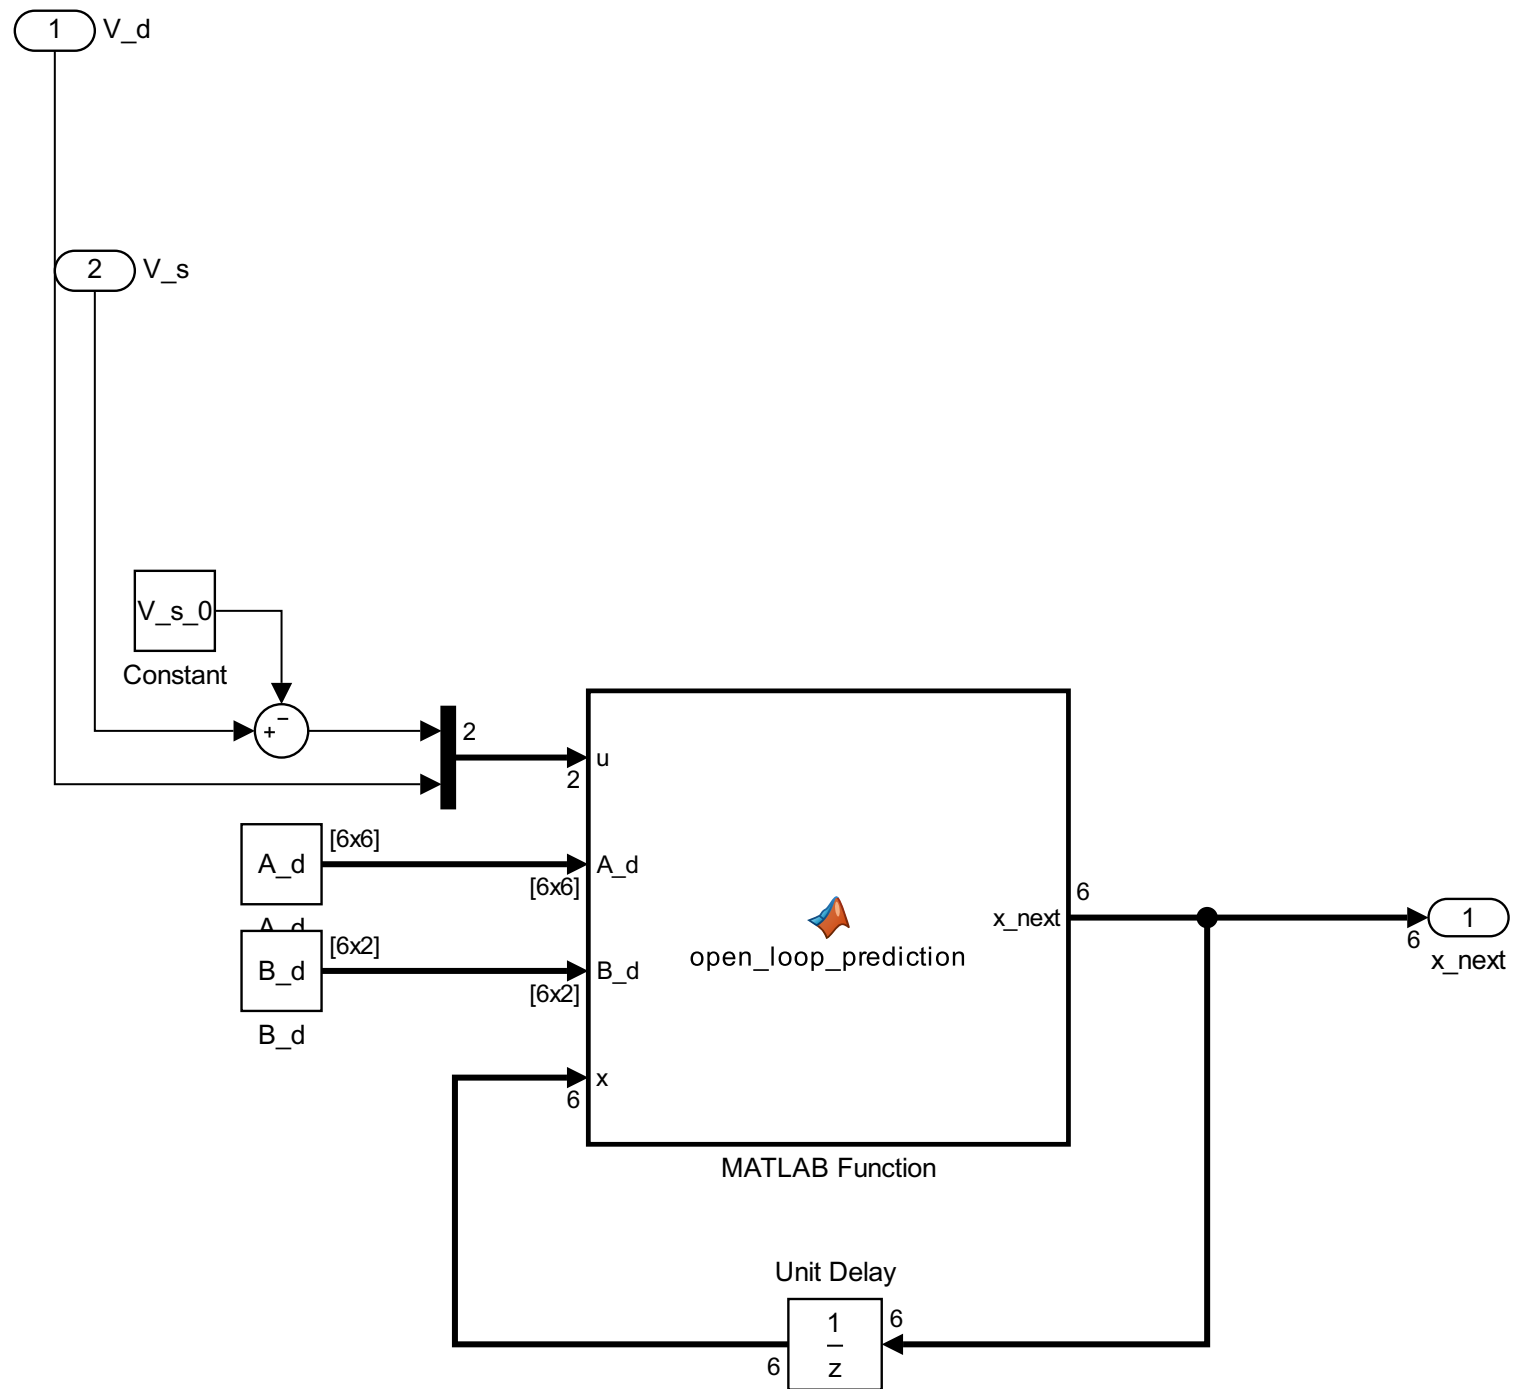 1
V_d
2
V_s
V_s_0
Constant
−
+
2
u
2
[6x6]
A_d
A_d
[6x6]
A_d
6
x_next
1
6
x_next
[6x2]
B_d
B_d
[6x2]
B_d
open_loop_prediction
x
6
MATLAB Function
Unit Delay
1
z
6
6